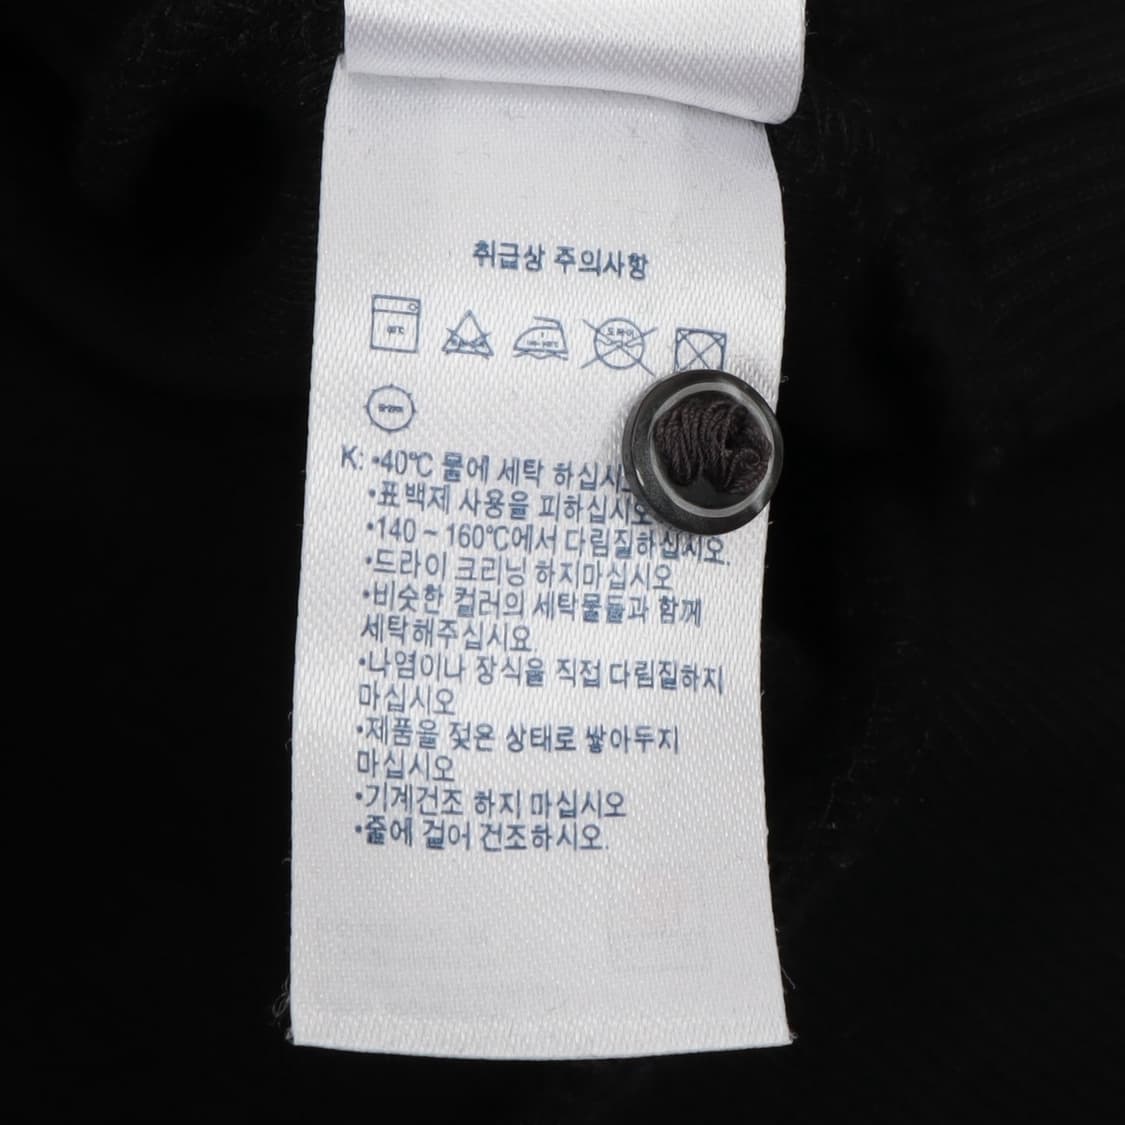 취급상 주의사항
도라이
K: •40℃ 물에 세탁 하십시오
•표백제 사용을 피하십시오
•140 ~ 160℃에서 다림질하십시오.
•드라이 크리닝 하지마십시오
•비슷한 컬러의 세탁물들과 함께
세탁해주십시요
•나염이나 장식을 직접 다림질하지
마십시오
•제품을 젖은 상태로 쌓아두지
마십시오
•기계건조 하지 마십시오
•줄에 걸어 건조하시오.